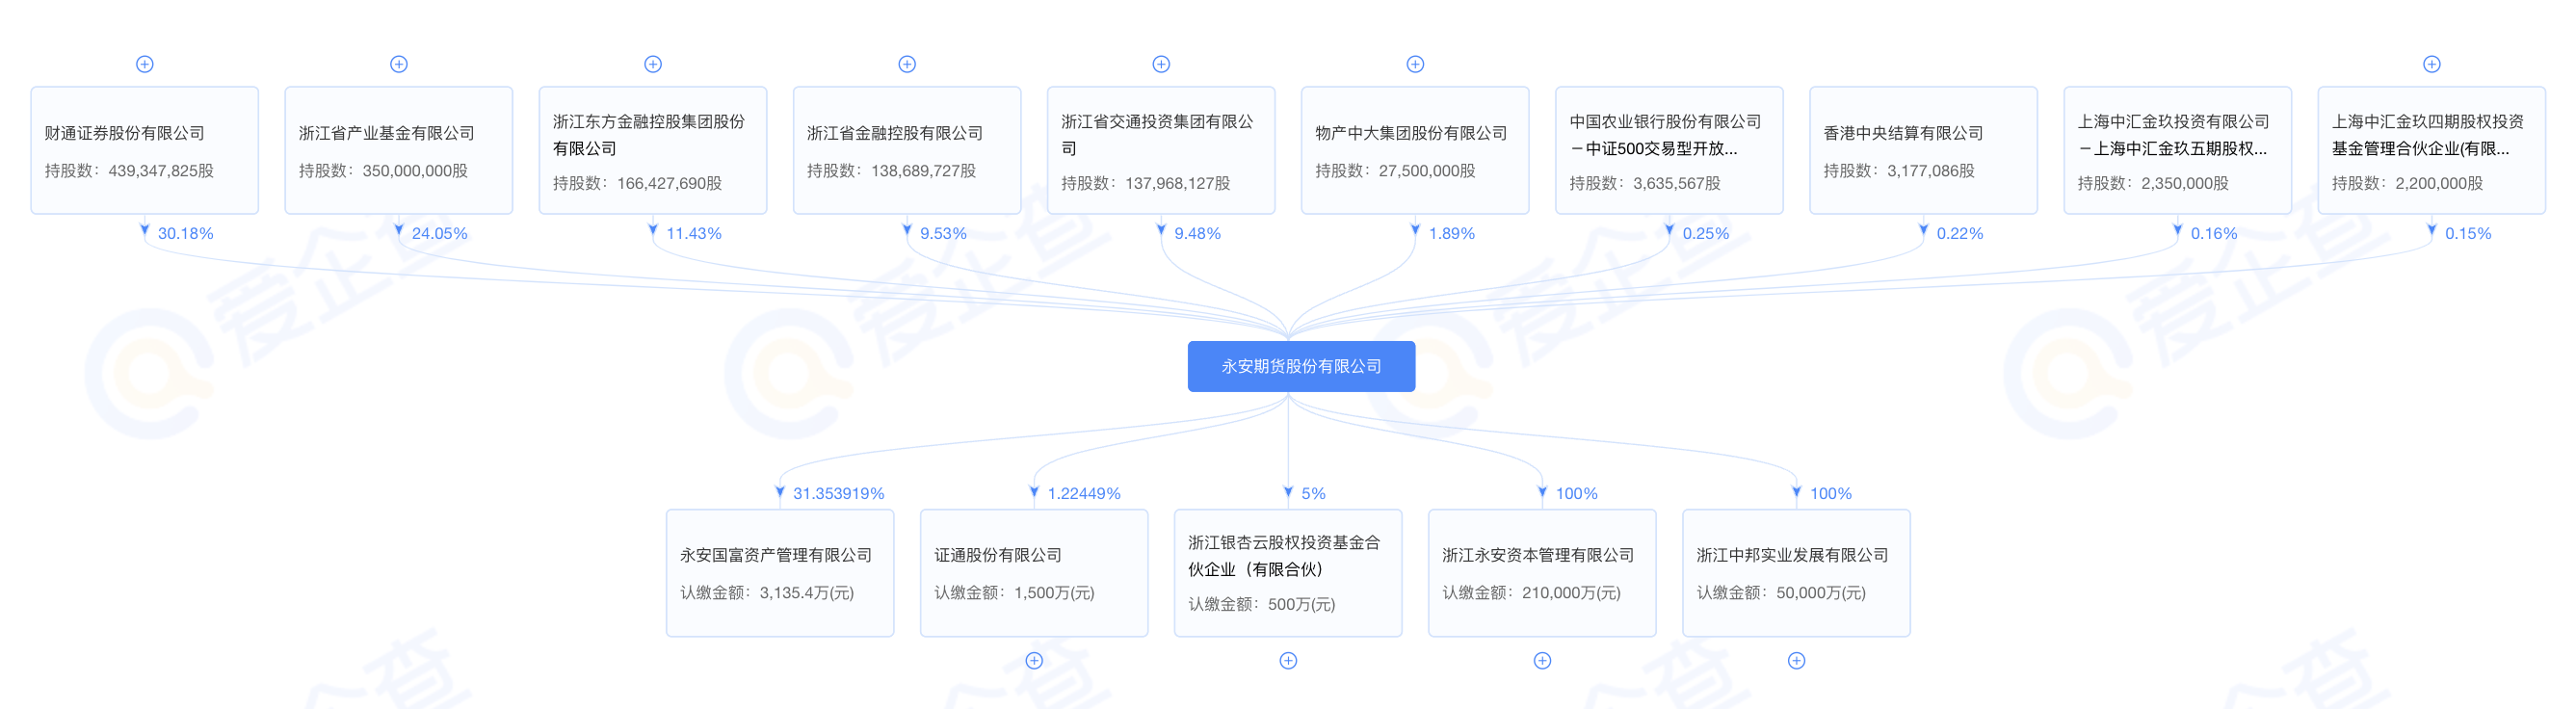 财通证券股份有限公司
持股数：439,347,825股
30.18%
浙江省产业基金有限公司
持股数：350,000,000股
24.05%
浙江东方金融控股集团股份
有限公司
持股数：166,427,690股
11.43%
浙江省金融控股有限公司
持股数：138,689,727股
9.53%
浙江省交通投资集团有限公
司
持股数：137,968,127股
9.48%
物产中大集团股份有限公司
持股数：27,500,000股
1.89%
中国农业银行股份有限公司
－中证500交易型开放...
持股数：3,635,567股
0.25%
香港中央结算有限公司
持股数：3,177,086股
0.22%
上海中汇金玖投资有限公司
－上海中汇金玖五期股权...
持股数：2,350,000股
0.16%
上海中汇金玖四期股权投资
基金管理合伙企业(有限...
持股数：2,200,000股
0.15%
爱企查
爱企查
爱企查
爱企查
永安期货股份有限公司
31.353919%
永安国富资产管理有限公司
认缴金额：3,135.4万(元)
1.22449%
证通股份有限公司
认缴金额：1,500万(元)
5%
浙江银杏云股权投资基金合
伙企业（有限合伙）
认缴金额：500万(元)
100%
浙江永安资本管理有限公司
认缴金额：210,000万(元)
100%
浙江中邦实业发展有限公司
认缴金额：50,000万(元)
企查
企查
企查
企查